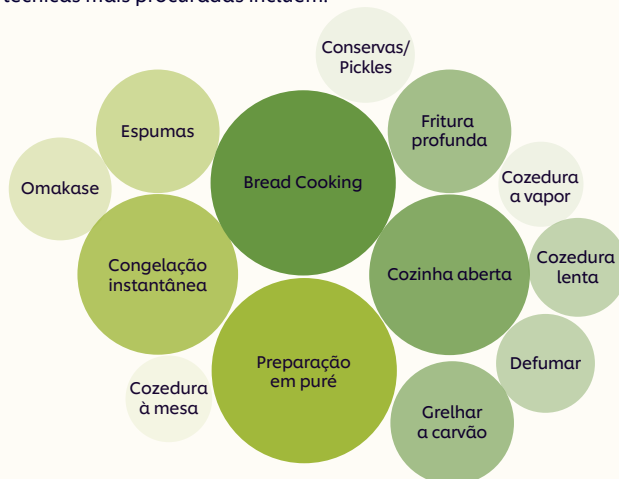 técnicas mais procuradas incluem:
Conservas/
Pickles
Espumas
Fritura
profunda
Omakase
Bread Cooking
Cozedura
a vapor
Congelação
instantânea
Cozinha aberta
Cozedura
lenta
Preparação
em puré
Defumar
Cozedura
à mesa
Grelhar
a carvão